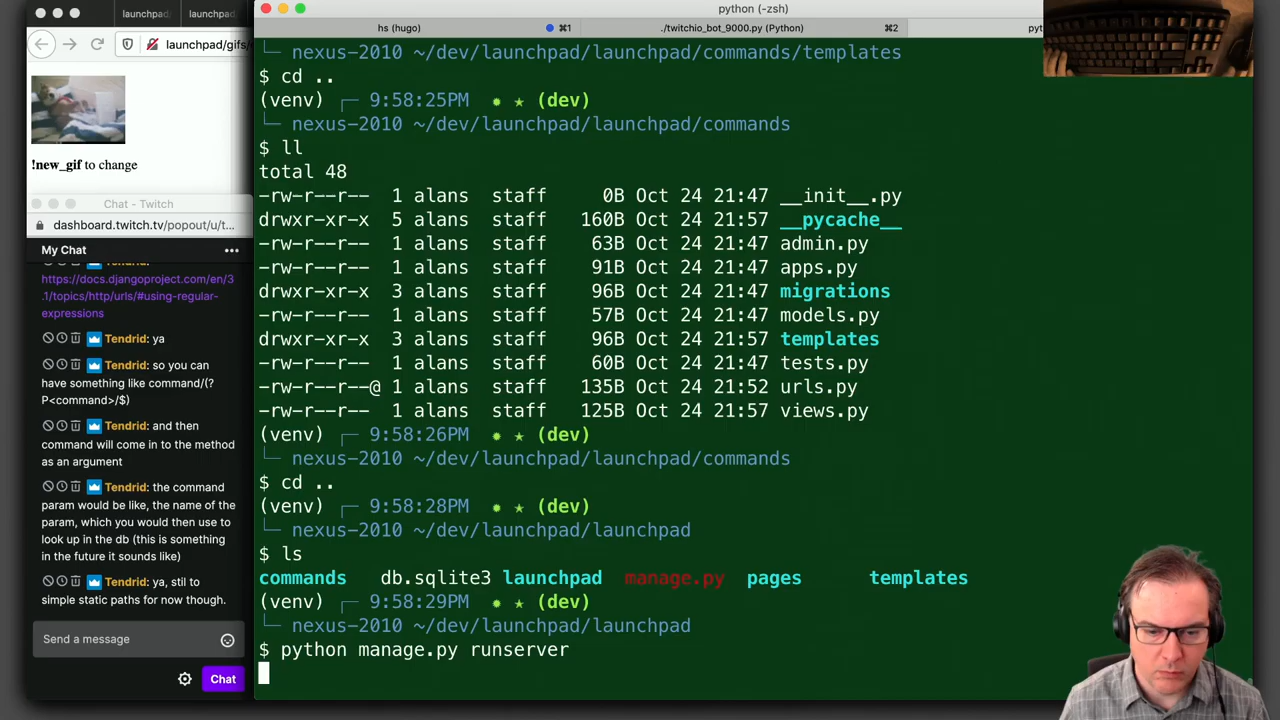 launchpad
launchpad
launchpad/gifs/
!new_gif to change
Chat - Twitch
dashboard.twitch.tv/popout/u/t...
My Chat
Tendrid:
https://docs.djangoproject.com/en/3
.1/topics/http/urls/#using-regular-
expressions
Tendrid: ya
Tendrid: so you can
have something like command/(?
P<command>/$)
Tendrid: and then
command will come in to the method
as an argument
Tendrid: the command
param would be like, the name of the
param, which you would then use to
look up in the db (this is something
in the future it sounds like)
Tendrid: ya, stil to
simple static paths for now though.
Send a message
Chat
python (-zsh)
hs (hugo) ⌘1
./twitchio_bot_9000.py (Python) ⌘2
└─ nexus-2010 ~/dev/launchpad/launchpad/commands/templates
$ cd ..
(venv) ┌─ 9:58:25PM ✹ ★ (dev)
└─ nexus-2010 ~/dev/launchpad/launchpad/commands
$ ll
total 48
-rw-r--r-- 1 alans staff 0B Oct 24 21:47 __init__.py
drwxr-xr-x 5 alans staff 160B Oct 24 21:57 __pycache__
-rw-r--r-- 1 alans staff 63B Oct 24 21:47 admin.py
-rw-r--r-- 1 alans staff 91B Oct 24 21:47 apps.py
drwxr-xr-x 3 alans staff 96B Oct 24 21:47 migrations
-rw-r--r-- 1 alans staff 57B Oct 24 21:47 models.py
drwxr-xr-x 3 alans staff 96B Oct 24 21:57 templates
-rw-r--r-- 1 alans staff 60B Oct 24 21:47 tests.py
-rw-r--r--@ 1 alans staff 135B Oct 24 21:52 urls.py
-rw-r--r-- 1 alans staff 125B Oct 24 21:57 views.py
(venv) ┌─ 9:58:26PM ✹ ★ (dev)
└─ nexus-2010 ~/dev/launchpad/launchpad/commands
$ cd ..
(venv) ┌─ 9:58:28PM ✹ ★ (dev)
└─ nexus-2010 ~/dev/launchpad/launchpad
$ ls
commands db.sqlite3 launchpad manage.py pages templates
(venv) ┌─ 9:58:29PM ✹ ★ (dev)
└─ nexus-2010 ~/dev/launchpad/launchpad
$ python manage.py runserver